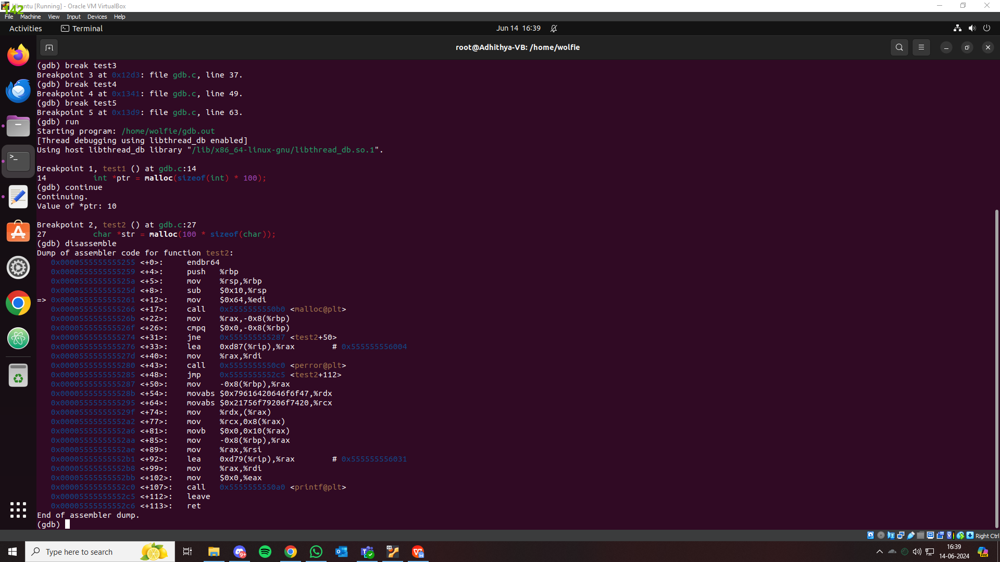 Ubuntu [Running] - Oracle VM VirtualBox
142
File Machine View Input Devices Help
Activities Terminal Jun 14 16:39
root@Adhithya-VB: /home/wolfie
(gdb) break test3
Breakpoint 3 at 0x12d3: file gdb.c, line 37.
(gdb) break test4
Breakpoint 4 at 0x1341: file gdb.c, line 49.
(gdb) break test5
Breakpoint 5 at 0x13d9: file gdb.c, line 63.
(gdb) run
Starting program: /home/wolfie/gdb.out
[Thread debugging using libthread_db enabled]
Using host libthread_db library "/lib/x86_64-linux-gnu/libthread_db.so.1".
Breakpoint 1, test1 () at gdb.c:14
14 int *ptr = malloc(sizeof(int) * 100);
(gdb) continue
Continuing.
Value of *ptr: 10
Breakpoint 2, test2 () at gdb.c:27
27 char *str = malloc(100 * sizeof(char));
(gdb) disassemble
Dump of assembler code for function test2:
0x0000555555555255 <+0>: endbr64
0x0000555555555259 <+4>: push %rbp
0x000055555555525a <+5>: mov %rsp,%rbp
0x000055555555525d <+8>: sub $0x10,%rsp
=> 0x0000555555555261 <+12>: mov $0x64,%edi
0x0000555555555266 <+17>: call 0x5555555550b0 <malloc@plt>
0x000055555555526b <+22>: mov %rax,-0x8(%rbp)
0x000055555555526f <+26>: cmpq $0x0,-0x8(%rbp)
0x0000555555555274 <+31>: jne 0x555555555287 <test2+50>
0x0000555555555276 <+33>: lea 0xd87(%rip),%rax # 0x555555556004
0x000055555555527d <+40>: mov %rax,%rdi
0x0000555555555280 <+43>: call 0x5555555550c0 <perror@plt>
0x0000555555555285 <+48>: jmp 0x5555555552c5 <test2+112>
0x0000555555555287 <+50>: mov -0x8(%rbp),%rax
0x000055555555528b <+54>: movabs $0x79616420646f6f47,%rdx
0x0000555555555295 <+64>: movabs $0x21756f79206f7420,%rcx
0x000055555555529f <+74>: mov %rdx,(%rax)
0x00005555555552a2 <+77>: mov %rcx,0x8(%rax)
0x00005555555552a6 <+81>: movb $0x0,0x10(%rax)
0x00005555555552aa <+85>: mov -0x8(%rbp),%rax
0x00005555555552ae <+89>: mov %rax,%rsi
0x00005555555552b1 <+92>: lea 0xd79(%rip),%rax # 0x555555556031
0x00005555555552b8 <+99>: mov %rax,%rdi
0x00005555555552bb <+102>: mov $0x0,%eax
0x00005555555552c0 <+107>: call 0x5555555550a0 <printf@plt>
0x00005555555552c5 <+112>: leave
0x00005555555552c6 <+113>: ret
End of assembler dump.
(gdb)
Right Ctrl
Type here to search
9+
16:39
14-06-2024
PRE